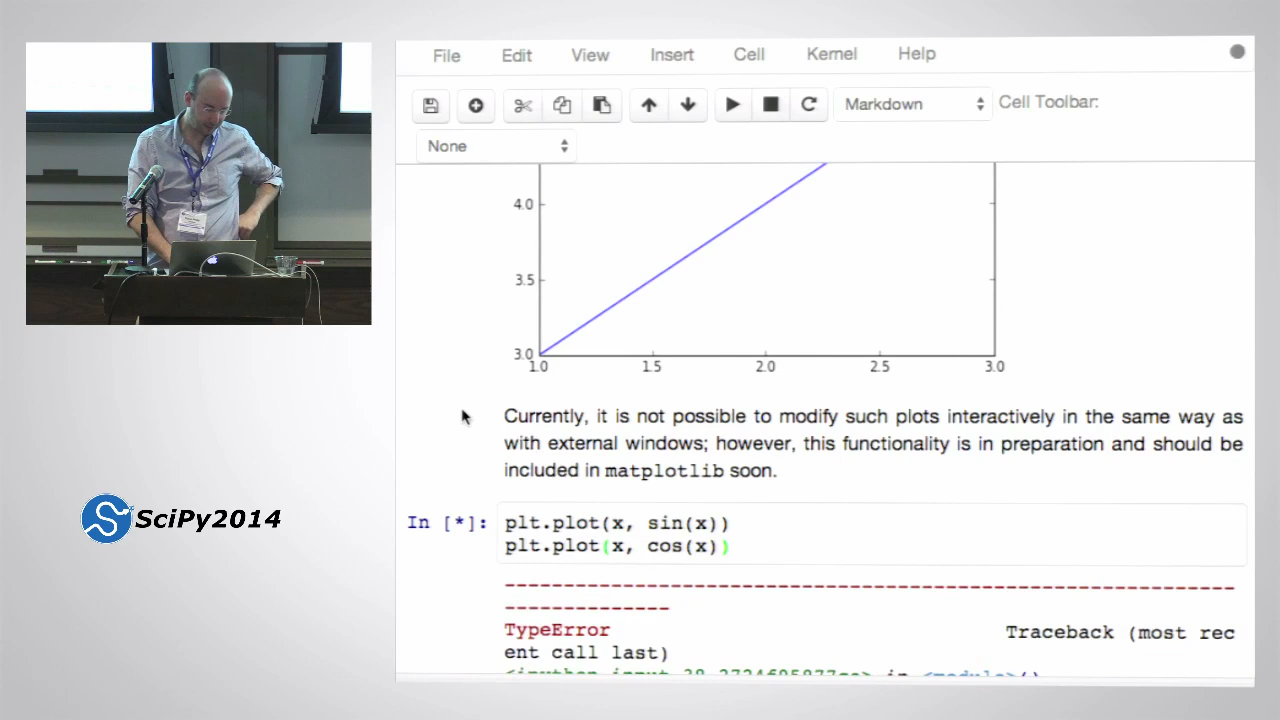 File Edit View Insert Cell Kernel Help
Markdown Cell Toolbar:
None
4.0
3.5
3.0
1.0 1.5 2.0 2.5 3.0
Currently, it is not possible to modify such plots interactively in the same way as
with external windows; however, this functionality is in preparation and should be
included in matplotlib soon.
SciPy2014
In [*]: plt.plot(x, sin(x))
plt.plot(x, cos(x))
--------------------------------------------------------------
--------------
TypeError Traceback (most rec
ent call last)
in <module>()